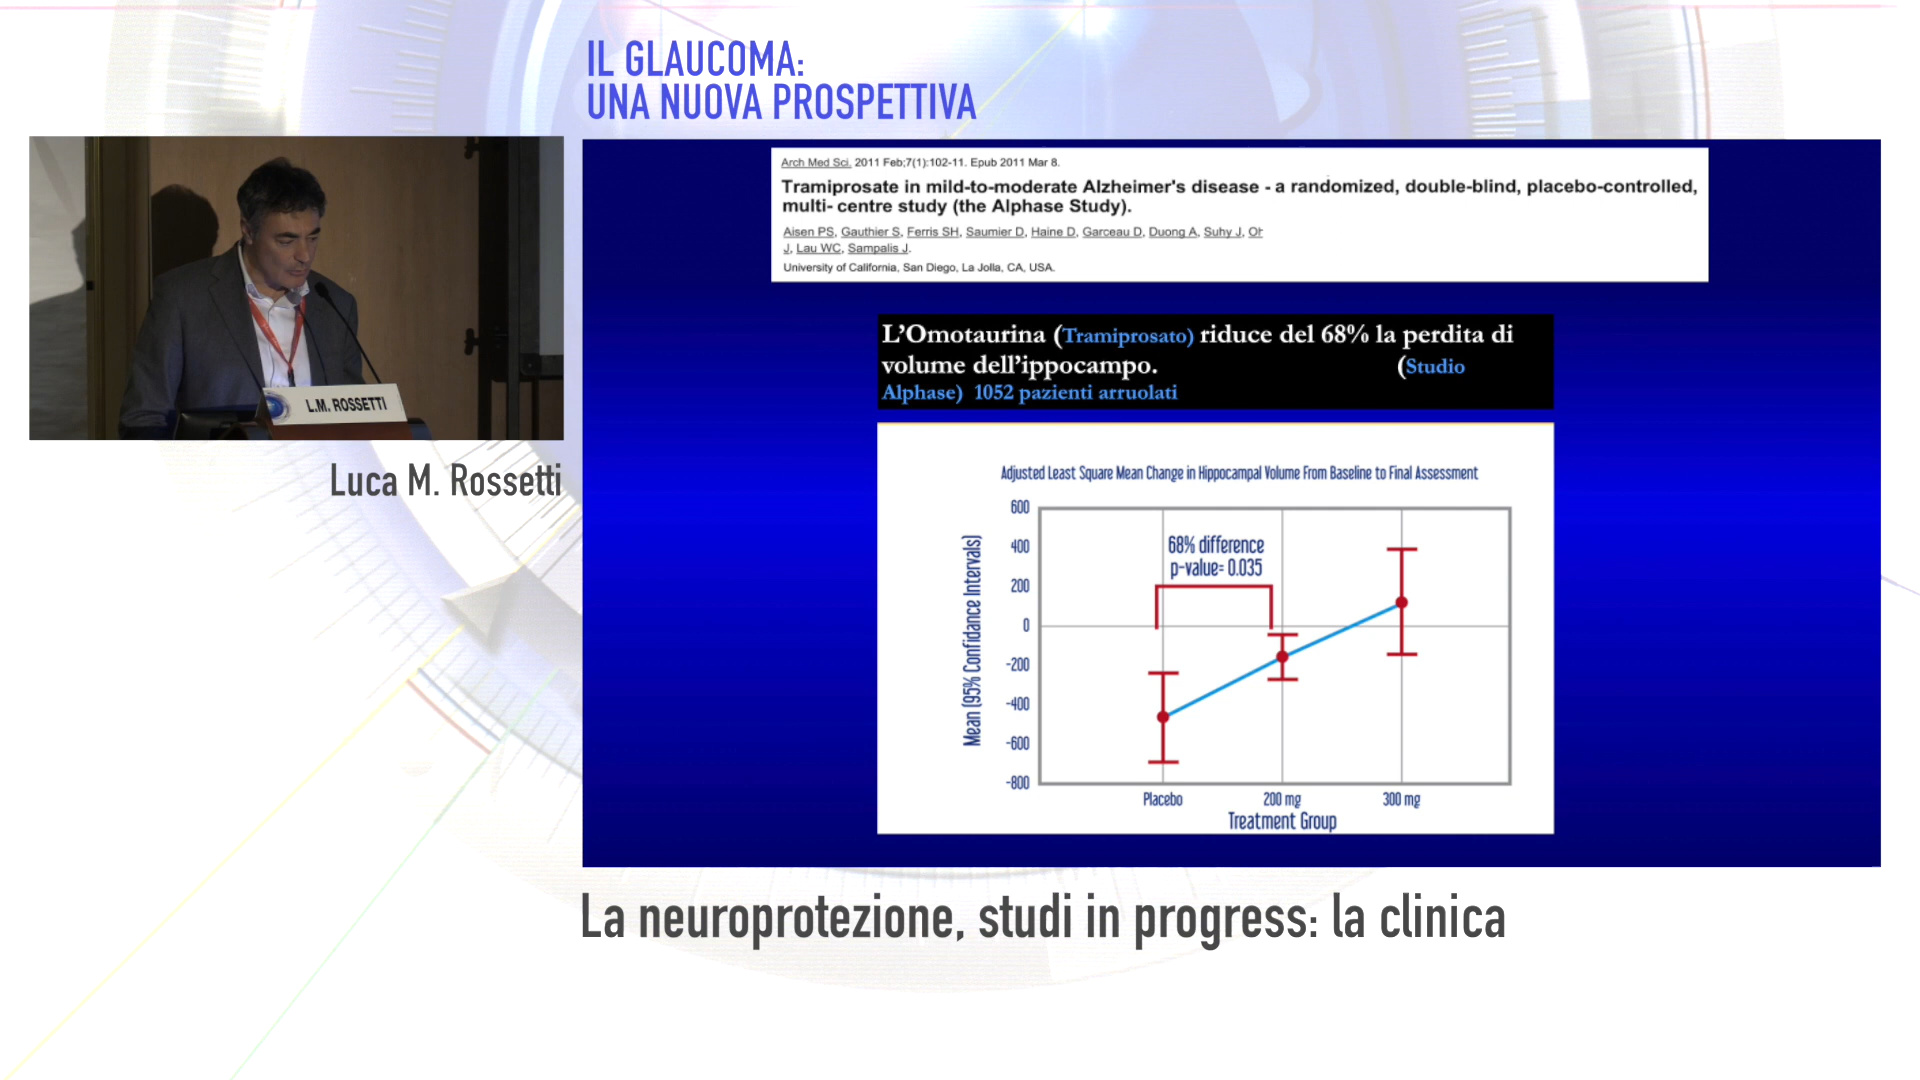 IL GLAUCOMA:
UNA NUOVA PROSPETTIVA
L.M. ROSSETTI
Luca M. Rossetti
Arch Med Sci. 2011 Feb;7(1):102-11. Epub 2011 Mar 8.
Tramiprosate in mild-to-moderate Alzheimer's disease - a randomized, double-blind, placebo-controlled,
multi- centre study (the Alphase Study).
Aisen PS, Gauthier S, Ferris SH, Saumier D, Haine D, Garceau D, Duong A, Suhy J,
J, Lau WC, Sampalis J.
University of California, San Diego, La Jolla, CA, USA.
L’Omotaurina (Tramiprosato) riduce del 68% la perdita di
volume dell’ippocampo. (Studio
Alphase) 1052 pazienti arruolati
Adjusted Least Square Mean Change in Hippocampal Volume From Baseline to Final Assessment
Mean (95% Confidance Intervals)
600
400
200
0
-200
-400
-600
-800
68% difference
p-value= 0.035
Placebo
200 mg
300 mg
Treatment Group
La neuroprotezione, studi in progress: la clinica